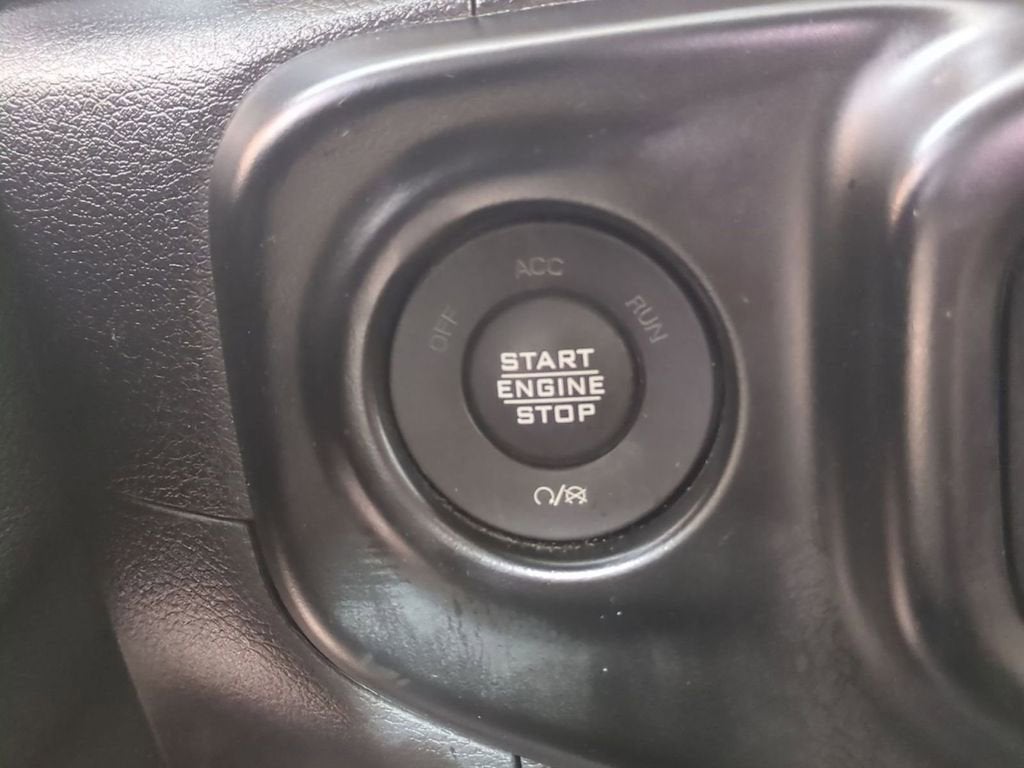 ACC
OFF
RUN
START
ENGINE
STOP